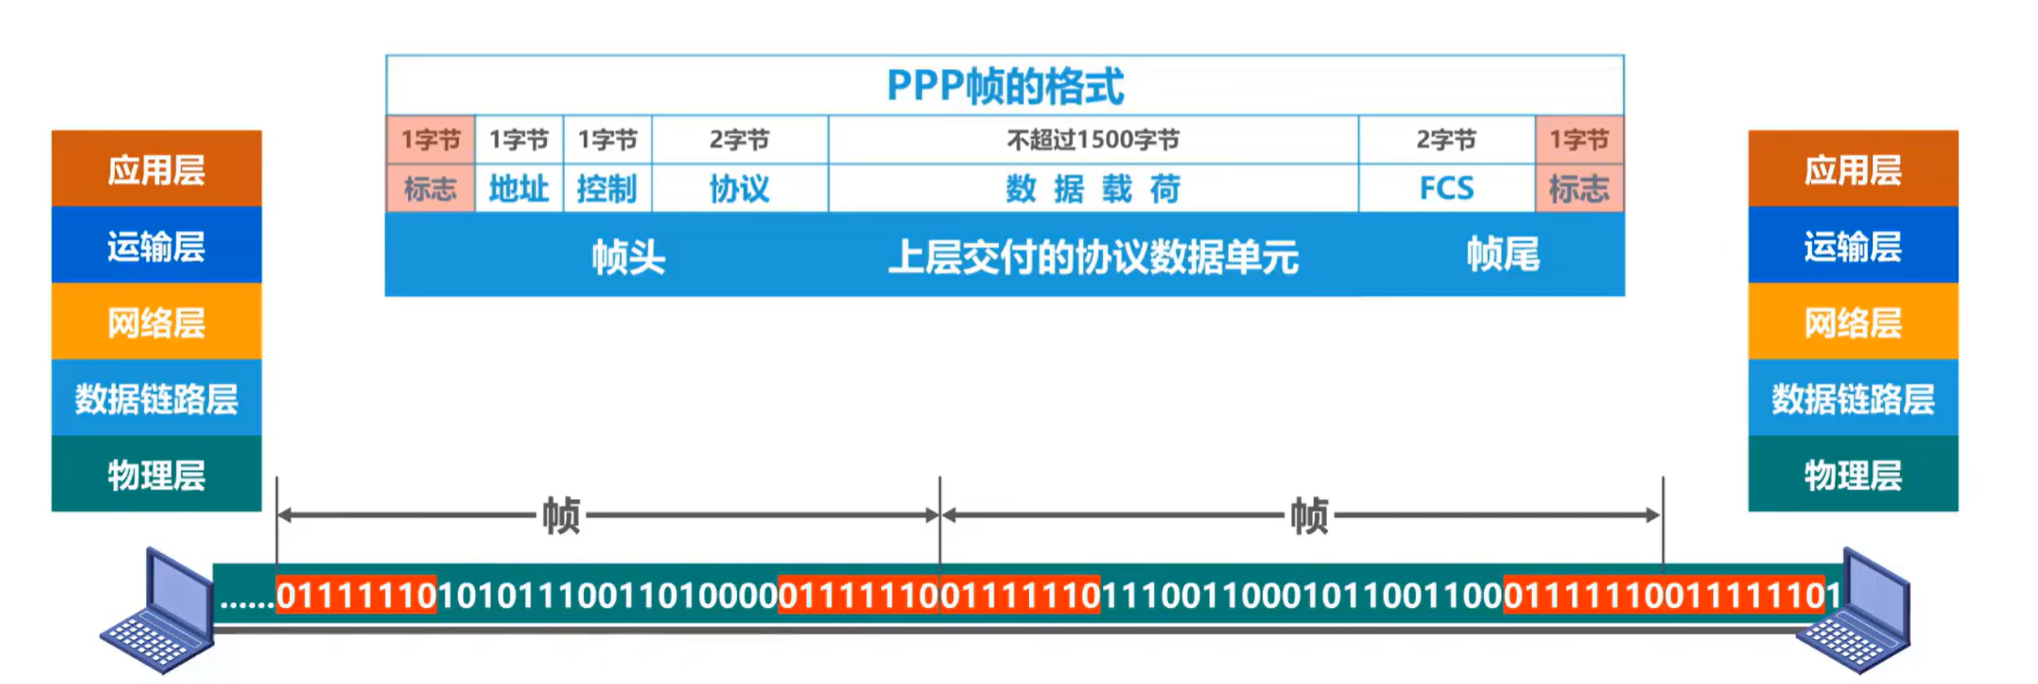 PPP帧的格式
1字节 1字节 1字节 2字节 不超过1500字节 2字节 1字节
标志 地址 控制 协议 数据载荷 FCS 标志
帧头 上层交付的协议数据单元 帧尾
应用层
运输层
网络层
数据链路层
物理层
应用层
运输层
网络层
数据链路层
物理层
帧 帧
......011111101010111001101000001111110011111101110011000101100110001111110011111101